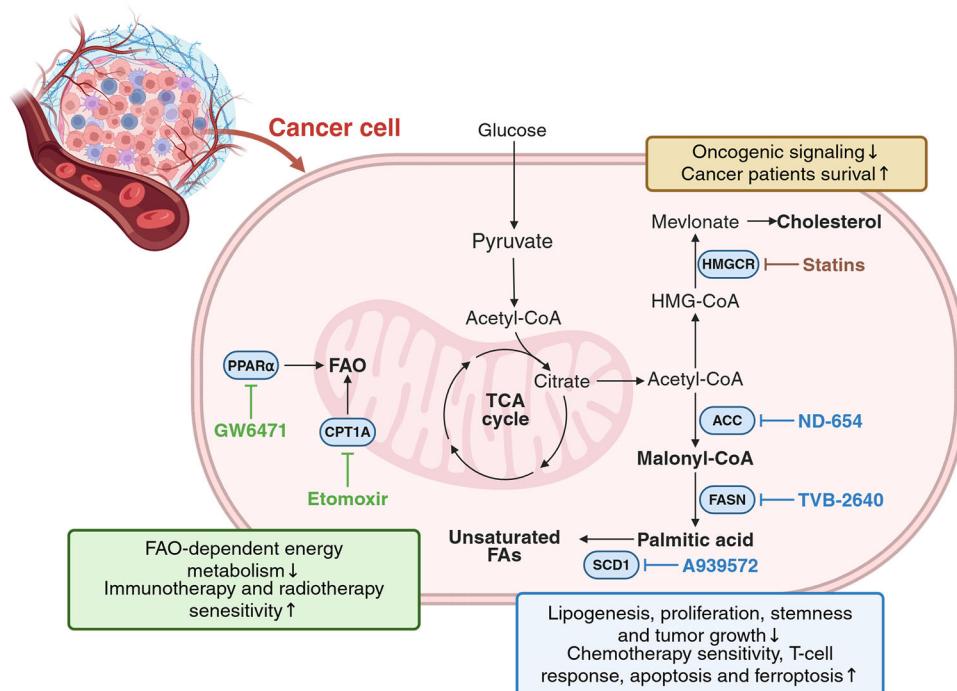 Cancer cell
Glucose
Oncogenic signaling↓
Cancer patients surival↑
Pyruvate
Mevlonate
Cholesterol
HMGCR
Statins
HMG-CoA
Acetyl-CoA
PPARα
FAO
Citrate
Acetyl-CoA
TCA
cycle
GW6471
CPT1A
ACC
ND-654
Malonyl-CoA
Etomoxir
FASN
TVB-2640
Unsaturated
FAs
Palmitic acid
SCD1
A939572
FAO-dependent energy
metabolism↓
Immunotherapy and radiotherapy
senesitivity↑
Lipogenesis, proliferation, stemness
and tumor growth↓
Chemotherapy sensitivity, T-cell
response, apoptosis and ferroptosis↑